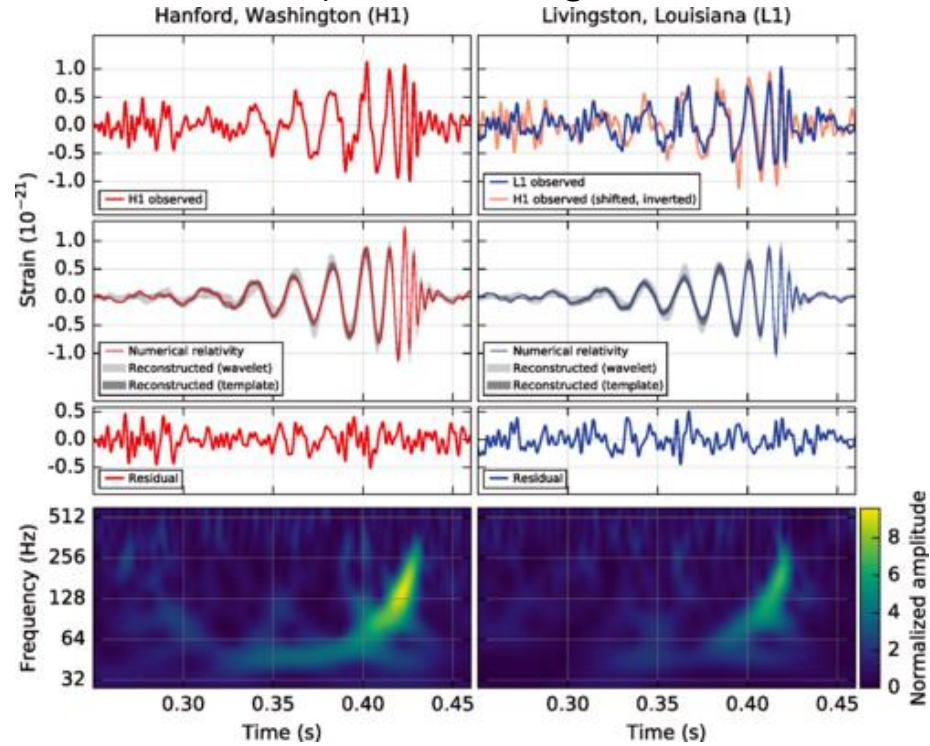 Hanford, Washington (H1)
Livingston, Louisiana (L1)
1.0
0.5
0.0
-0.5
-1.0
H1 observed
L1 observed
H1 observed (shifted, inverted)
Strain (10⁻²¹)
1.0
0.5
0.0
-0.5
-1.0
Numerical relativity
Reconstructed (wavelet)
Reconstructed (template)
Numerical relativity
Reconstructed (wavelet)
Reconstructed (template)
0.5
0.0
-0.5
Residual
Residual
Frequency (Hz)
512
256
128
64
32
8
6
4
2
0
Normalized amplitude
0.30 0.35 0.40 0.45
0.30 0.35 0.40 0.45
Time (s)
Time (s)